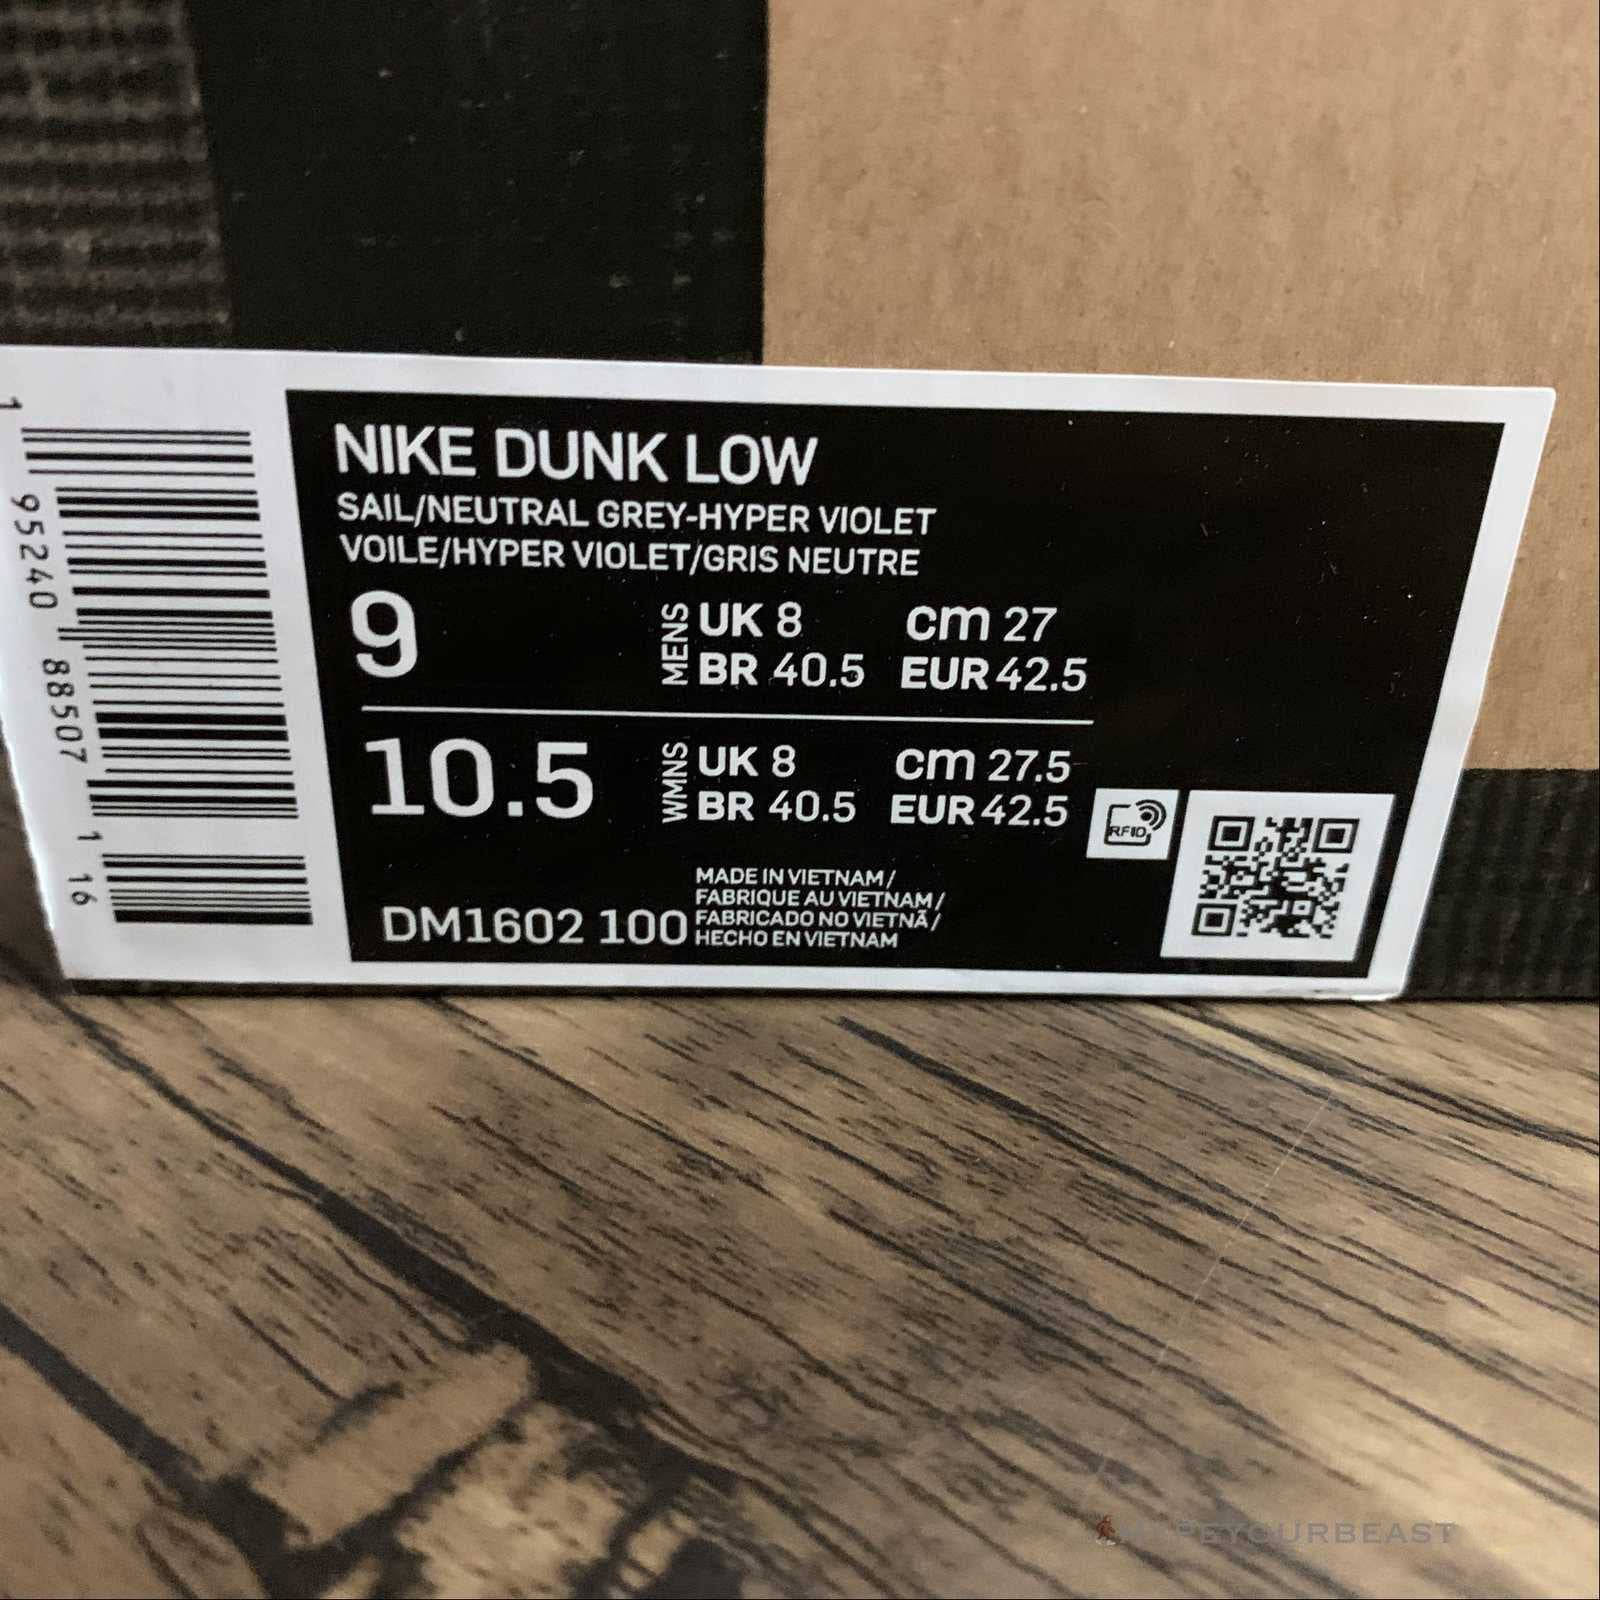 NIKE DUNK LOW
SAIL/NEUTRAL GREY-HYPER VIOLET
VOILE/HYPER VIOLET/GRIS NEUTRE
9 MENS UK 8 cm 27
BR 40.5 EUR 42.5
10.5 WMNS UK 8 cm 27.5
BR 40.5 EUR 42.5
MADE IN VIETNAM/
FABRIQUE AU VIETNAM/
DM1602 100 FABRICADO NO VIETNÃ/
HECHO EN VIETNAM
RFID
1 95240 88507 1 16